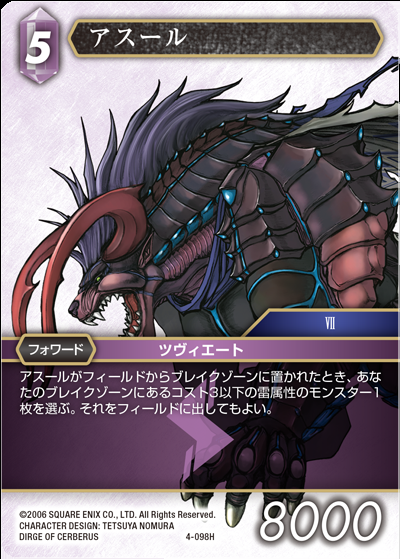 5
アスール
VII
フォワード
ツヴィエート
アスールがフィールドからブレイクゾーンに置かれたとき、あな
たのブレイクゾーンにあるコスト3以下の雷属性のモンスター1
枚を選ぶ。それをフィールドに出してもよい。
©2006 SQUARE ENIX CO., LTD. All Rights Reserved.
CHARACTER DESIGN: TETSUYA NOMURA
DIRGE OF CERBERUS
4-098H
8000